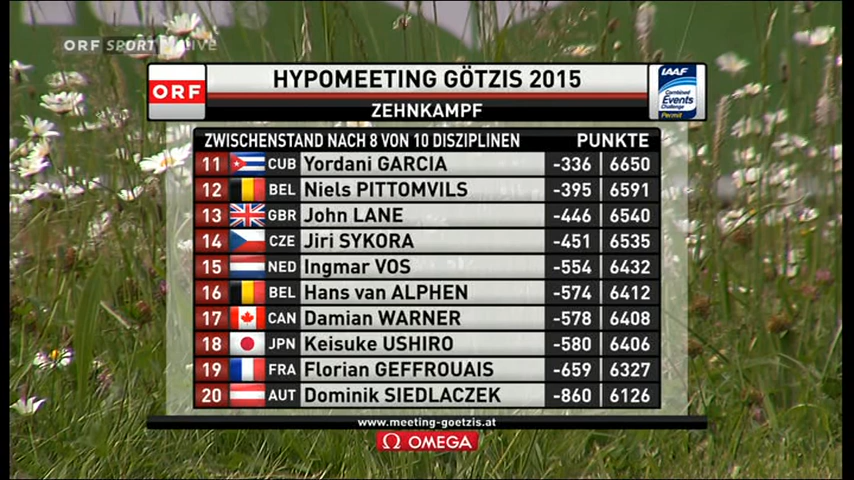 ORF SPORT LIVE
ORF HYPOMEETING GÖTZIS 2015 IAAF Combined Events Challenge Permit
ZEHNKAMPF
ZWISCHENSTAND NACH 8 VON 10 DISZIPLINEN PUNKTE
11 CUB Yordani GARCIA -336 6650
12 BEL Niels PITTOMVILS -395 6591
13 GBR John LANE -446 6540
14 CZE Jiri SYKORA -451 6535
15 NED Ingmar VOS -554 6432
16 BEL Hans van ALPHEN -574 6412
17 CAN Damian WARNER -578 6408
18 JPN Keisuke USHIRO -580 6406
19 FRA Florian GEFFROUAIS -659 6327
20 AUT Dominik SIEDLACZEK -860 6126
www.meeting-goetzis.at
Ω OMEGA